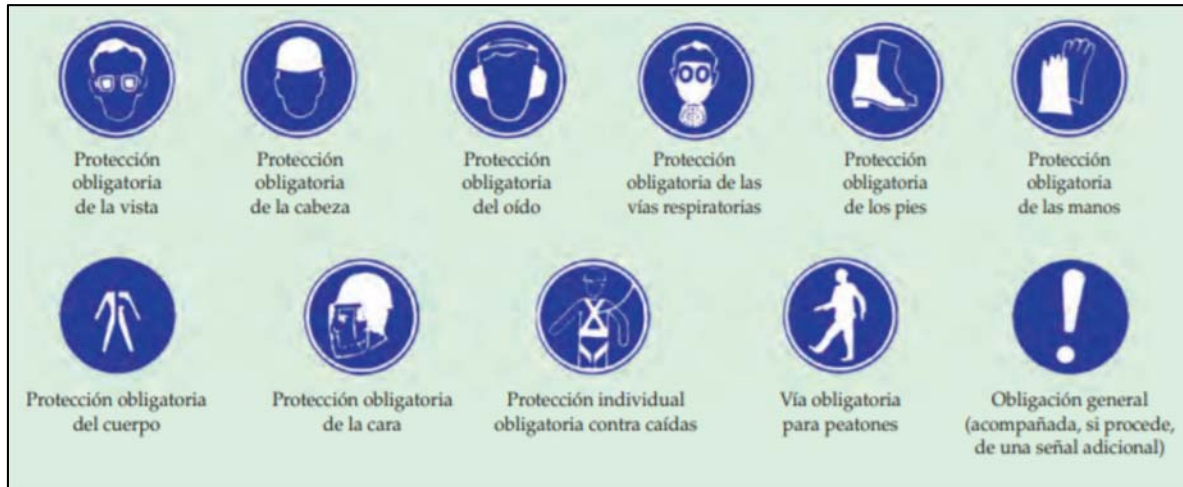 Protección
obligatoria
de la vista
Protección
obligatoria
de la cabeza
Protección
obligatoria
del oído
Protección
obligatoria de las
vías respiratorias
Protección
obligatoria
de los pies
Protección
obligatoria
de las manos
Protección obligatoria
del cuerpo
Protección obligatoria
de la cara
Protección individual
obligatoria contra caídas
Vía obligatoria
para peatones
Obligación general
(acompañada, si procede,
de una señal adicional)